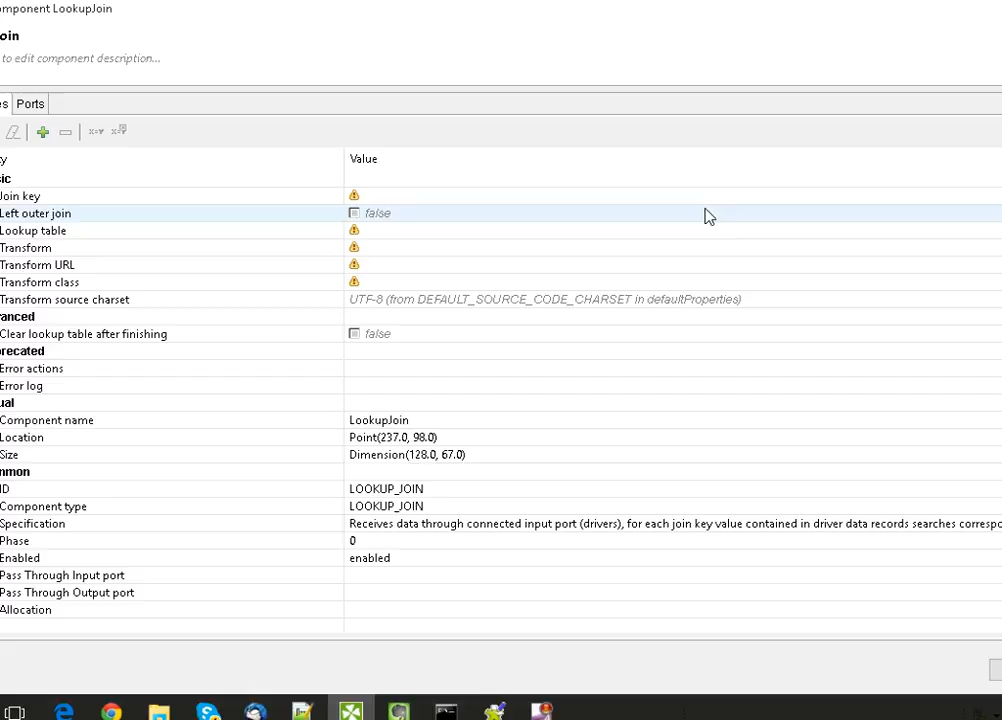 omponent LookupJoin
oin
to edit component description...
es Ports
ty Value
sic
Join key
Left outer join false
Lookup table
Transform
Transform URL
Transform class
Transform source charset UTF-8 (from DEFAULT_SOURCE_CODE_CHARSET in defaultProperties)
anced
Clear lookup table after finishing false
precated
Error actions
Error log
ual
Component name LookupJoin
Location Point(237.0, 98.0)
Size Dimension(128.0, 67.0)
mmon
ID LOOKUP_JOIN
Component type LOOKUP_JOIN
Specification Receives data through connected input port (drivers), for each join key value contained in driver data records searches correspo
Phase 0
Enabled enabled
Pass Through Input port
Pass Through Output port
Allocation